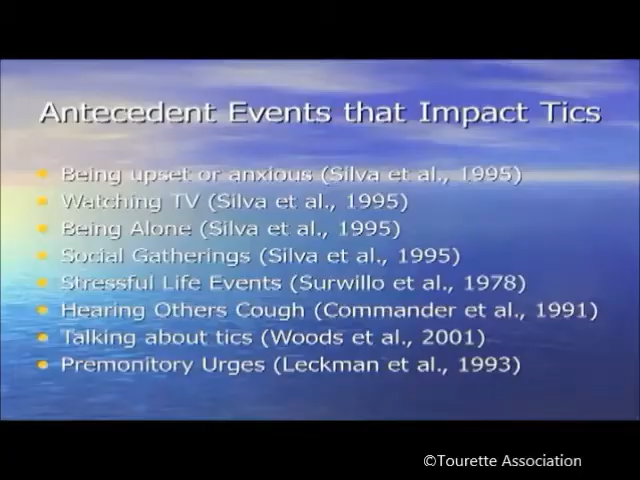 Antecedent Events that Impact Tics
Being upset or anxious (Silva et al., 1995)
Watching TV (Silva et al., 1995)
Being Alone (Silva et al., 1995)
Social Gatherings (Silva et al., 1995)
Stressful Life Events (Surwillo et al., 1978)
Hearing Others Cough (Commander et al., 1991)
Talking about tics (Woods et al., 2001)
Premonitory Urges (Leckman et al., 1993)
©Tourette Association